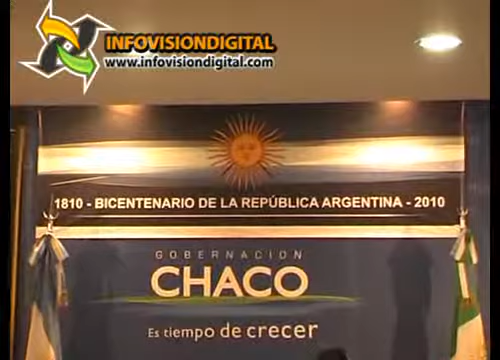 INFOVISIONDIGITAL
www.infovisiondigital.com
1810 - BICENTENARIO DE LA REPÚBLICA ARGENTINA - 2010
GOBERNACION
CHACO
Es tiempo de crecer